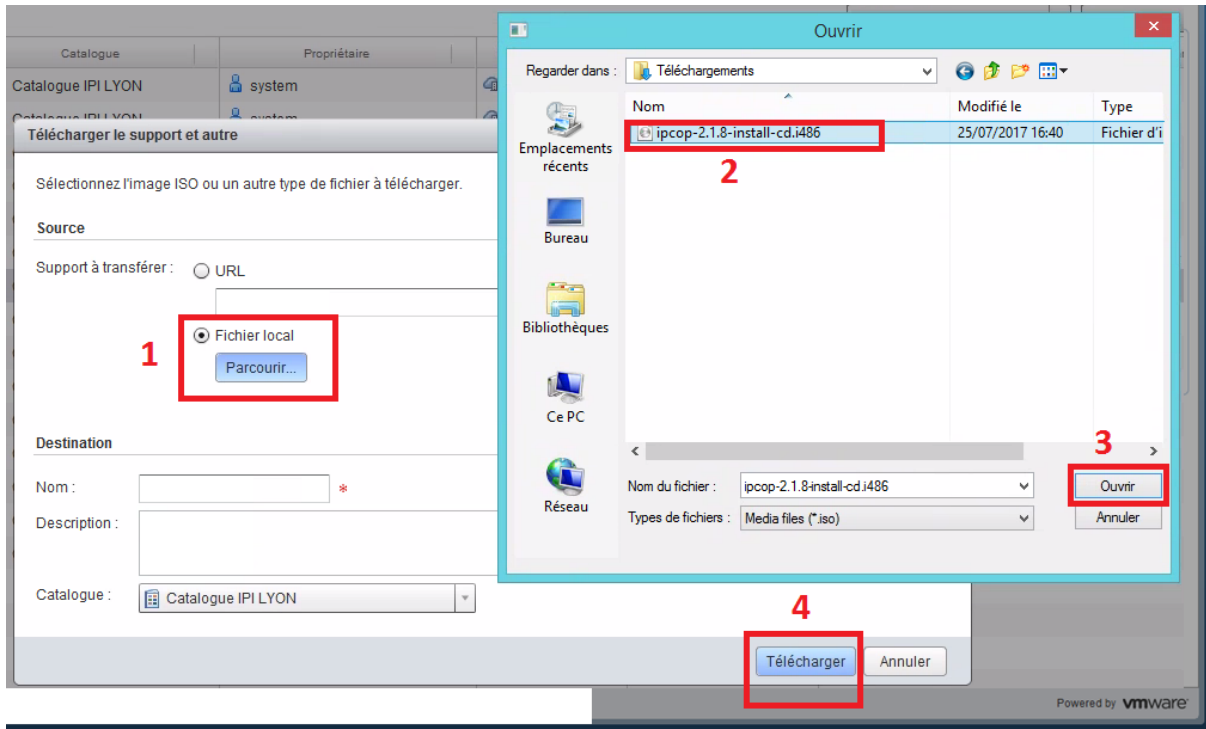 Catalogue
Propriétaire
Catalogue IPI LYON
system
Catalogue IPI LYON
system
Télécharger le support et autre
Sélectionnez l'image ISO ou un autre type de fichier à télécharger.
Source
Support à transférer :
URL
1
Fichier local
Parcourir...
Destination
Nom :
*
Description :
Catalogue :
Catalogue IPI LYON
4
Télécharger
Annuler
Ouvrir
Regarder dans :
Téléchargements
Nom
Modifié le
Type
ipcop-2.1.8-install-cd.i486
25/07/2017 16:40
Fichier d'i
2
Emplacements
récents
Bureau
Bibliothèques
Ce PC
Réseau
3
Nom du fichier :
ipcop-2.1.8-install-cd.i486
Ouvrir
Types de fichiers :
Media files (*.iso)
Annuler
Powered by vmware